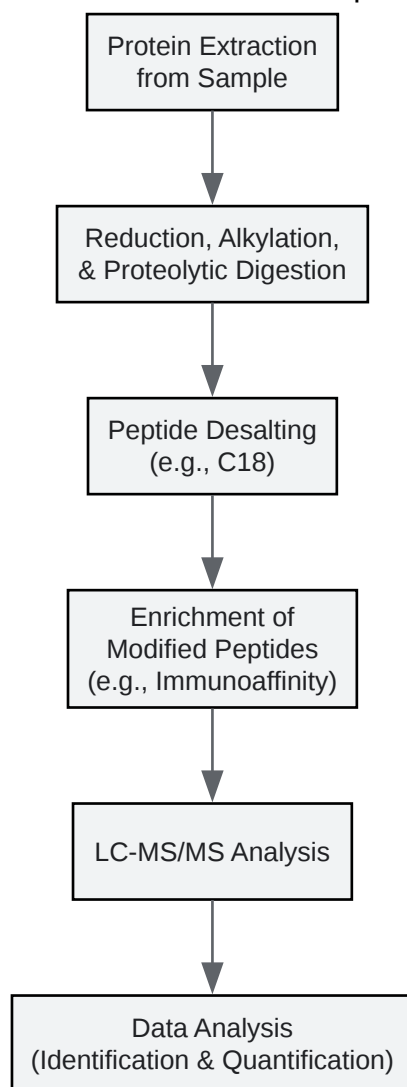 Protein Extraction
from Sample
Reduction, Alkylation,
& Proteolytic Digestion
Peptide Desalting
(e.g., C18)
Enrichment of
Modified Peptides
(e.g., Immunoaffinity)
LC-MS/MS Analysis
Data Analysis
(Identification & Quantification)